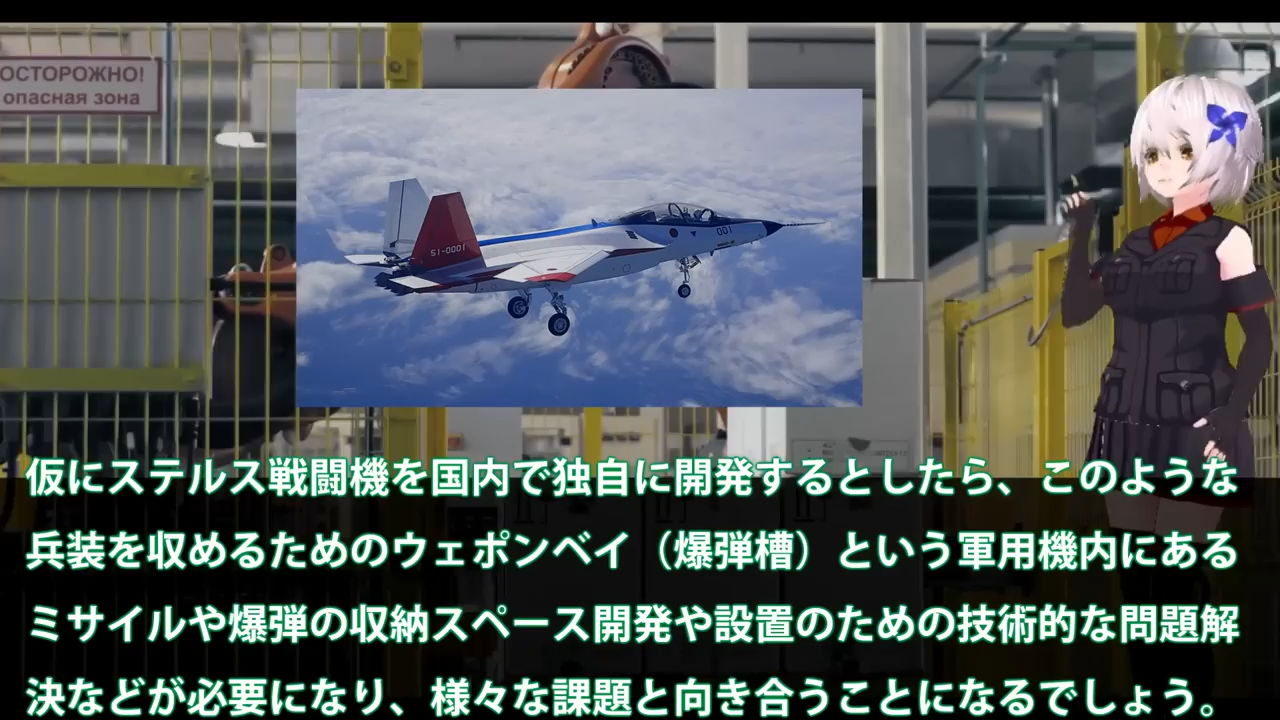 ОСТОРОЖНО!
опасная зона
001
51-0001
仮にステルス戦闘機を国内で独自に開発するとしたら、このような
兵装を収めるためのウェポンベイ（爆弾槽）という軍用機内にある
ミサイルや爆弾の収納スペース開発や設置のための技術的な問題解
決などが必要になり、様々な課題と向き合うことになるでしょう。